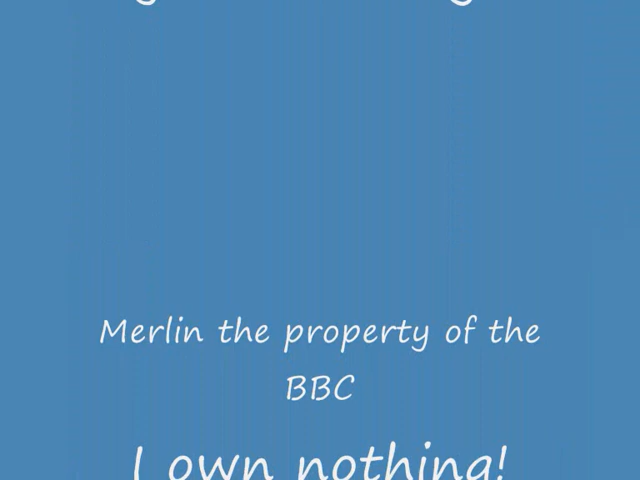 Merlin the property of the
BBC
I own nothing!